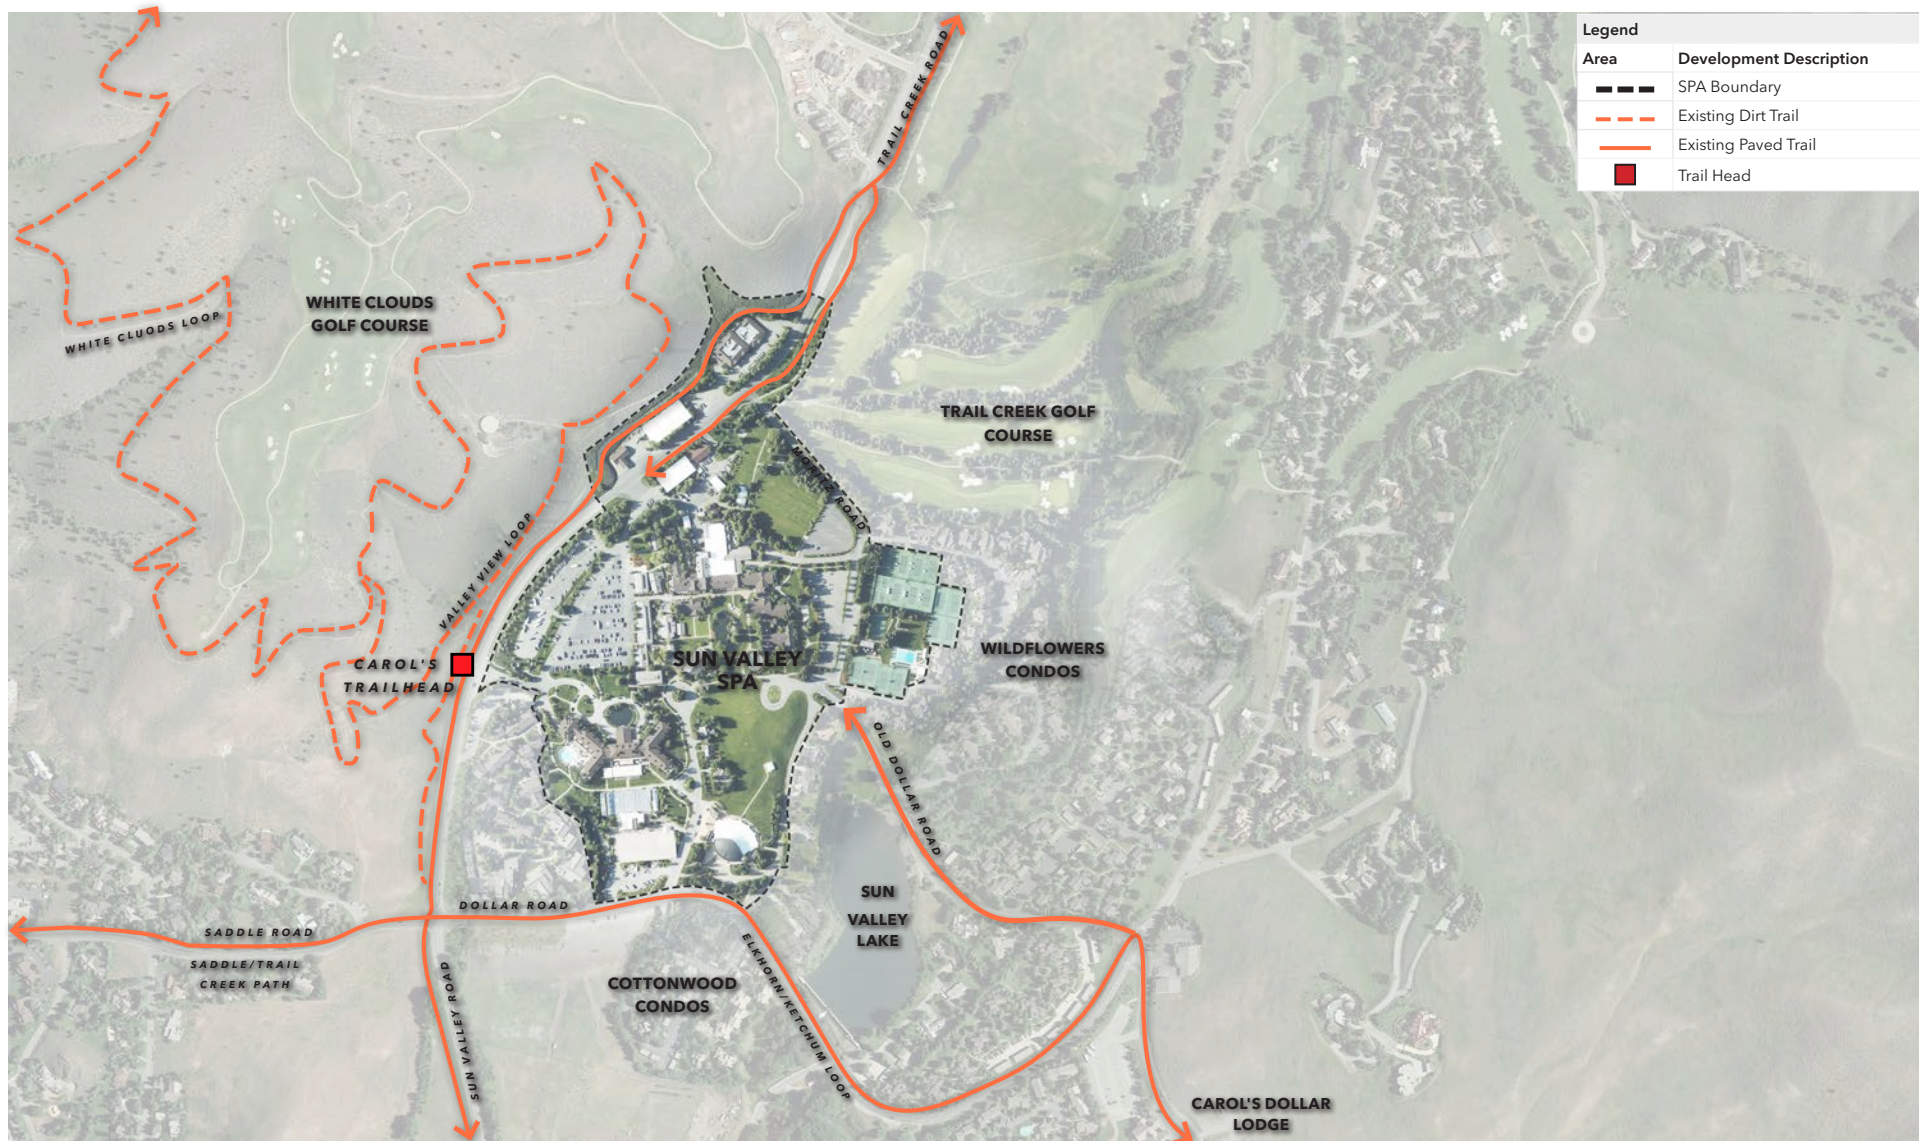 Legend
Area Development Description
SPA Boundary
Existing Dirt Trail
Existing Paved Trail
Trail Head
TRAIL CREEK ROAD
WHITE CLOUDS
GOLF COURSE
WHITE CLUODS LOOP
TRAIL CREEK GOLF
COURSE
MORITZ ROAD
VALLEY VIEW LOOP
CAROL'S
TRAILHEAD
SUN VALLEY
SPA
WILDFLOWERS
CONDOS
OLD DOLLAR ROAD
SUN
VALLEY
LAKE
DOLLAR ROAD
SADDLE ROAD
SADDLE/TRAIL
CREEK PATH
SUN VALLEY ROAD
COTTONWOOD
CONDOS
ELKHORN/KETCHUM LOOP
CAROL'S DOLLAR
LODGE